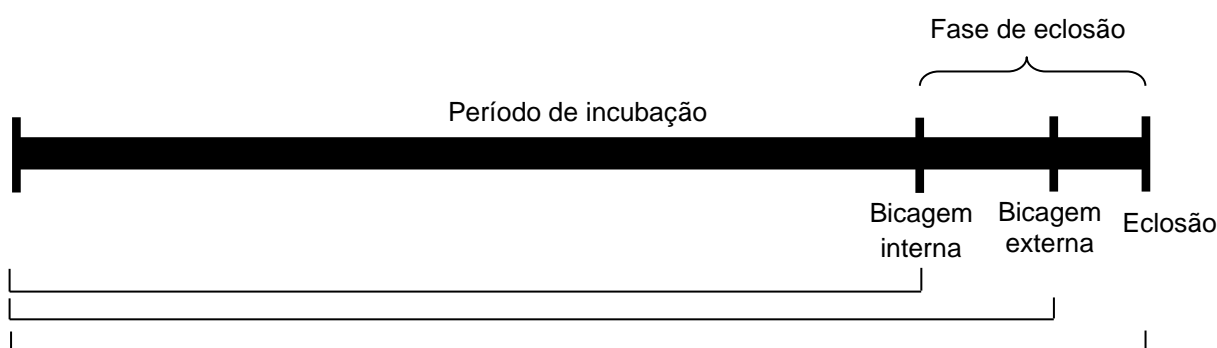 Fase de eclosão
Período de incubação
Bicagem
interna
Bicagem
externa
Eclosão